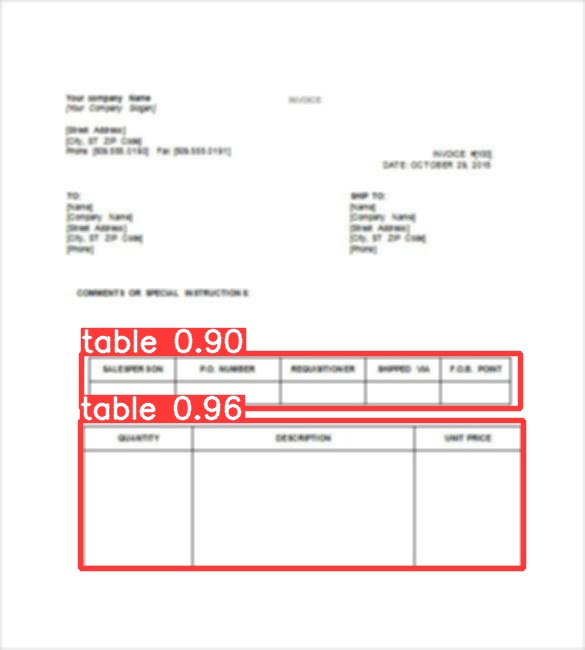 Your company Name
INVOICE
[Your Company Slogan]
[Street Address]
[City, ST ZIP Code]
Phone [509.555.0190] Fax [509.555.0191]
INVOICE #[100]
DATE: OCTOBER 29, 2016
TO:
[Name]
[Company Name]
[Street Address]
[City, ST ZIP Code]
[Phone]
SHIP TO:
[Name]
[Company Name]
[Street Address]
[City, ST ZIP Code]
[Phone]
COMMENTS OR SPECIAL INSTRUCTIONS:
table 0.90
SALESPERSON P.O. NUMBER REQUISITIONER SHIPPED VIA F.O.B. POINT
table 0.96
QUANTITY DESCRIPTION UNIT PRICE